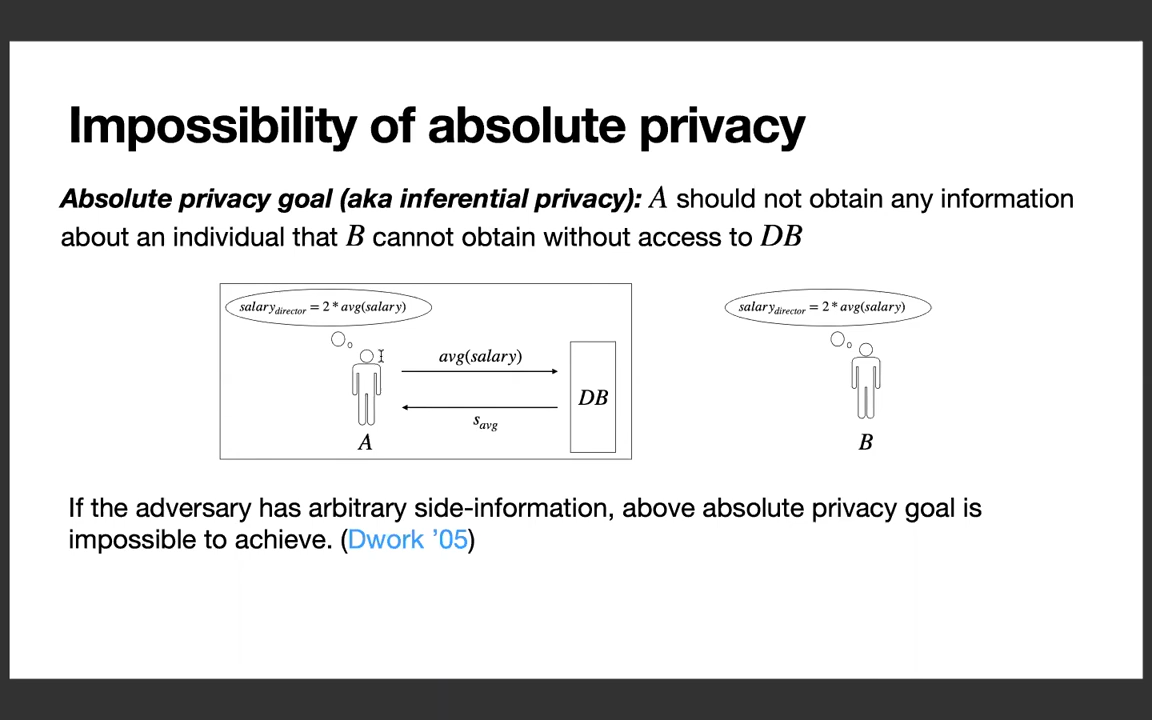 Impossibility of absolute privacy
Absolute privacy goal (aka inferential privacy): A should not obtain any information
about an individual that B cannot obtain without access to DB
salary_director = 2 * avg(salary)
salary_director = 2 * avg(salary)
avg(salary)
DB
s_avg
A
B
If the adversary has arbitrary side-information, above absolute privacy goal is
impossible to achieve. (Dwork ’05)